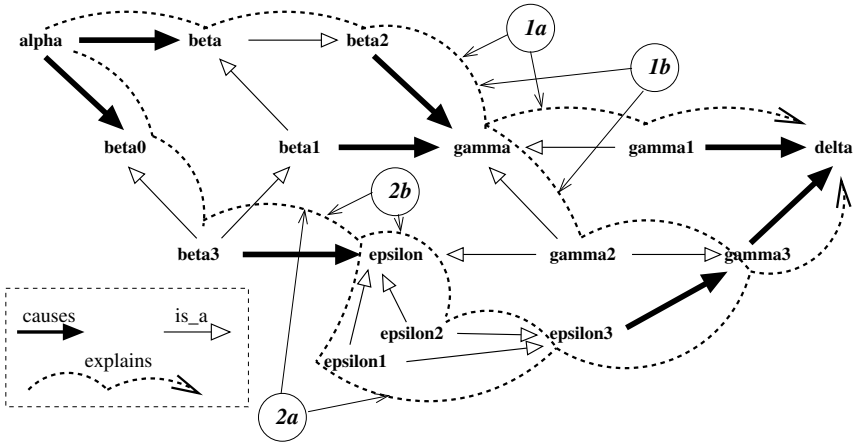 1a
alpha beta beta2
1b
beta0 beta1 gamma gamma1 delta
2b
beta3 epsilon gamma2 gamma3
causes is_a
epsilon2 epsilon3
explains epsilon1
2a